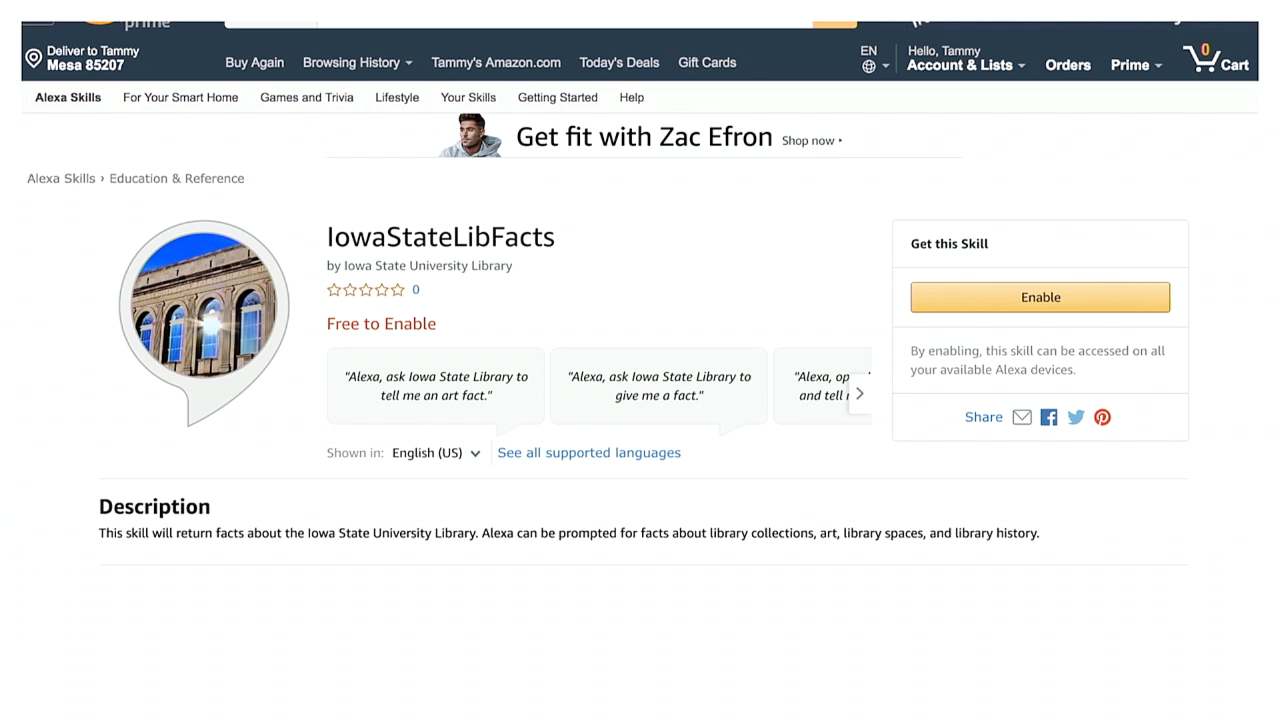 prime
Deliver to Tammy
Mesa 85207
Buy Again Browsing History Tammy's Amazon.com Today's Deals Gift Cards
EN
Hello, Tammy
Account & Lists Orders Prime 0 Cart
Alexa Skills For Your Smart Home Games and Trivia Lifestyle Your Skills Getting Started Help
Get fit with Zac Efron Shop now
Alexa Skills › Education & Reference
IowaStateLibFacts
by Iowa State University Library
0
Free to Enable
"Alexa, ask Iowa State Library to
tell me an art fact."
"Alexa, ask Iowa State Library to
give me a fact."
"Alexa, op
and tell
Shown in: English (US) See all supported languages
Get this Skill
Enable
By enabling, this skill can be accessed on all
your available Alexa devices.
Share
Description
This skill will return facts about the Iowa State University Library. Alexa can be prompted for facts about library collections, art, library spaces, and library history.